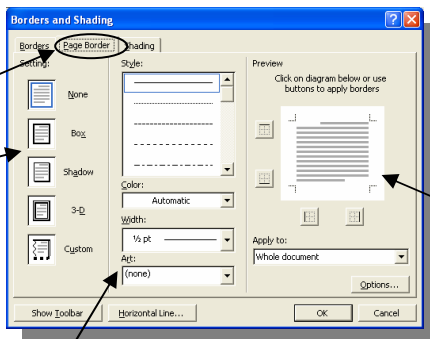 Borders and Shading
Borders Page Border Shading
Setting:
None
Box
Shadow
3-D
Custom
Style:
Color:
Automatic
Width:
½ pt
Art:
(none)
Preview
Click on diagram below or use
buttons to apply borders
Apply to:
Whole document
Options...
Show Toolbar Horizontal Line... OK Cancel